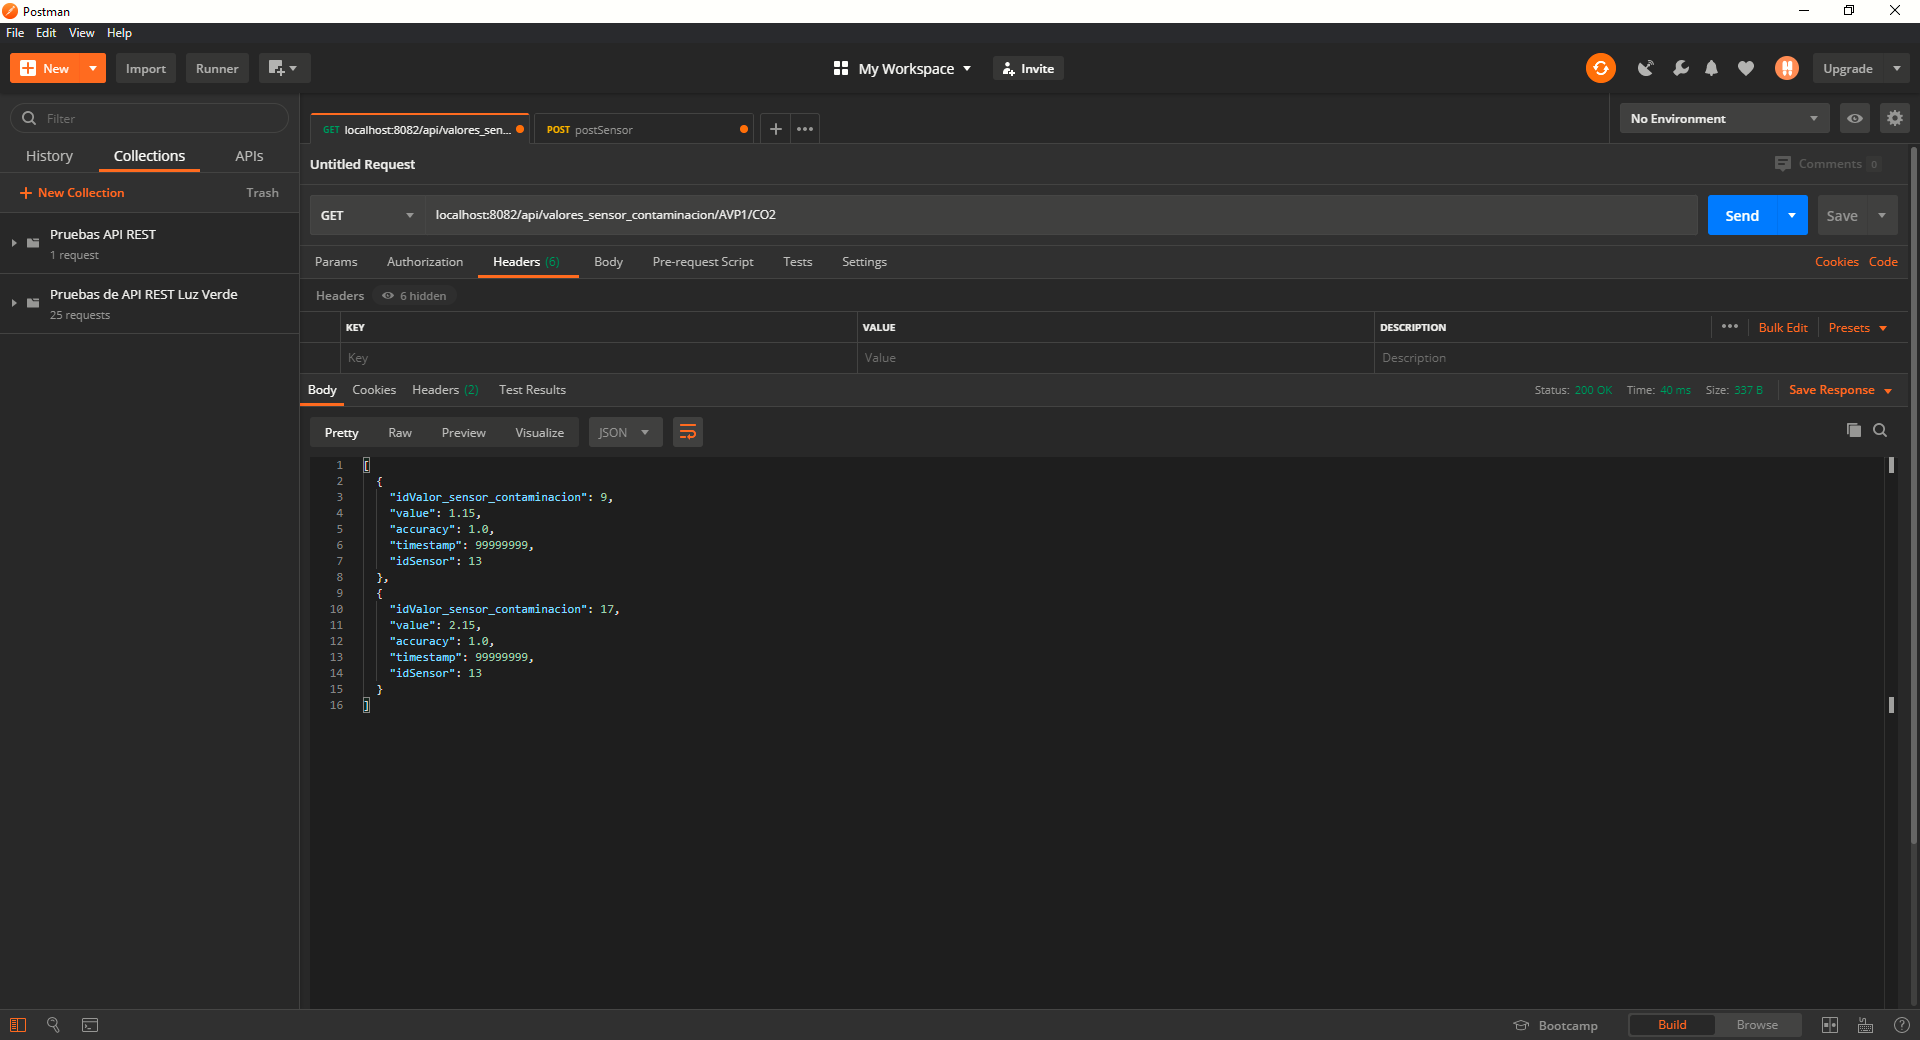 Postman
File Edit View Help
New Import Runner My Workspace Invite Upgrade
Filter
History Collections APIs
New Collection Trash
Pruebas API REST
1 request
Pruebas de API REST Luz Verde
25 requests
GET localhost:8082/api/valores_sen... POST postSensor No Environment
Untitled Request Comments 0
GET localhost:8082/api/valores_sensor_contaminacion/AVP1/CO2 Send Save
Params Authorization Headers (6) Body Pre-request Script Tests Settings Cookies Code
Headers 6 hidden
KEY VALUE DESCRIPTION Bulk Edit Presets
Key Value Description
Body Cookies Headers (2) Test Results Status: 200 OK Time: 40 ms Size: 337 B Save Response
Pretty Raw Preview Visualize JSON
1 [
2 {
3 "idValor_sensor_contaminacion": 9,
4 "value": 1.15,
5 "accuracy": 1.0,
6 "timestamp": 99999999,
7 "idSensor": 13
8 },
9 {
10 "idValor_sensor_contaminacion": 17,
11 "value": 2.15,
12 "accuracy": 1.0,
13 "timestamp": 99999999,
14 "idSensor": 13
15 }
16 ]
Bootcamp Build Browse